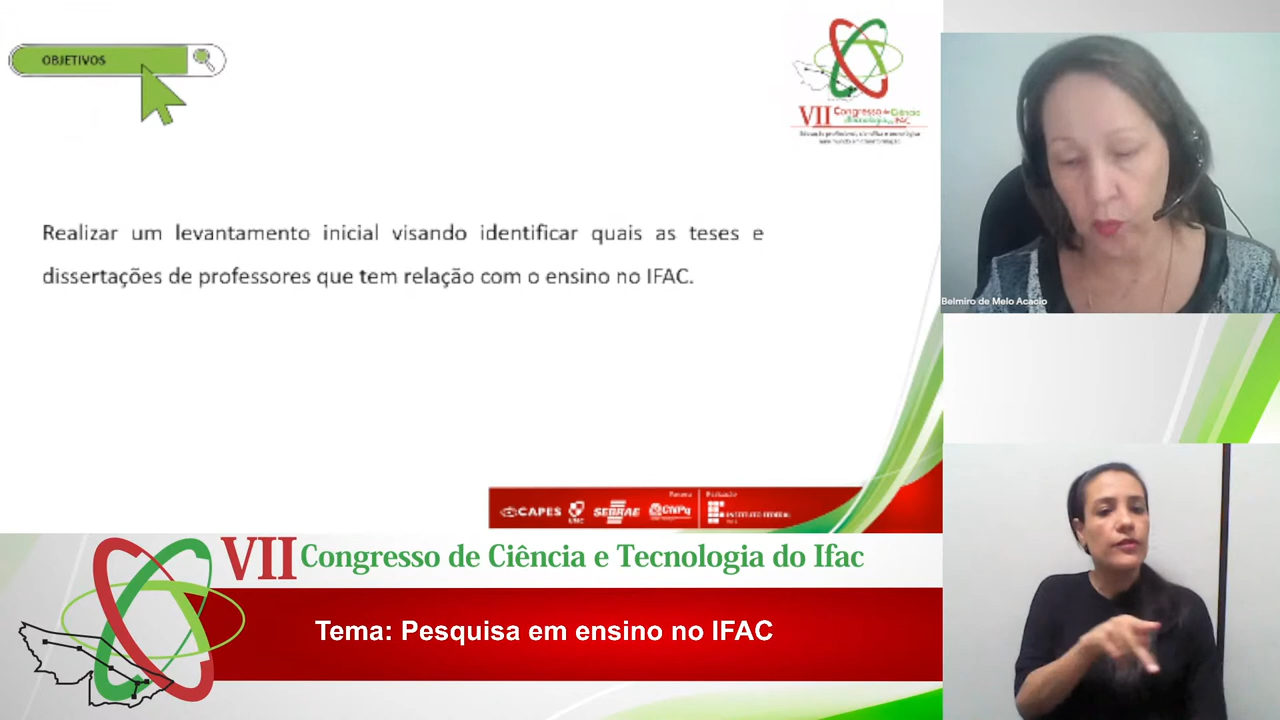 OBJETIVOS
VII Congresso de Ciência
e Tecnologia do IFAC
Realizar um levantamento inicial visando identificar quais as teses e
dissertações de professores que tem relação com o ensino no IFAC.
Belmiro de Melo Acacio
CAPES
SEBRAE
CNPq
INSTITUTO FEDERAL
VII Congresso de Ciência e Tecnologia do Ifac
Tema: Pesquisa em ensino no IFAC